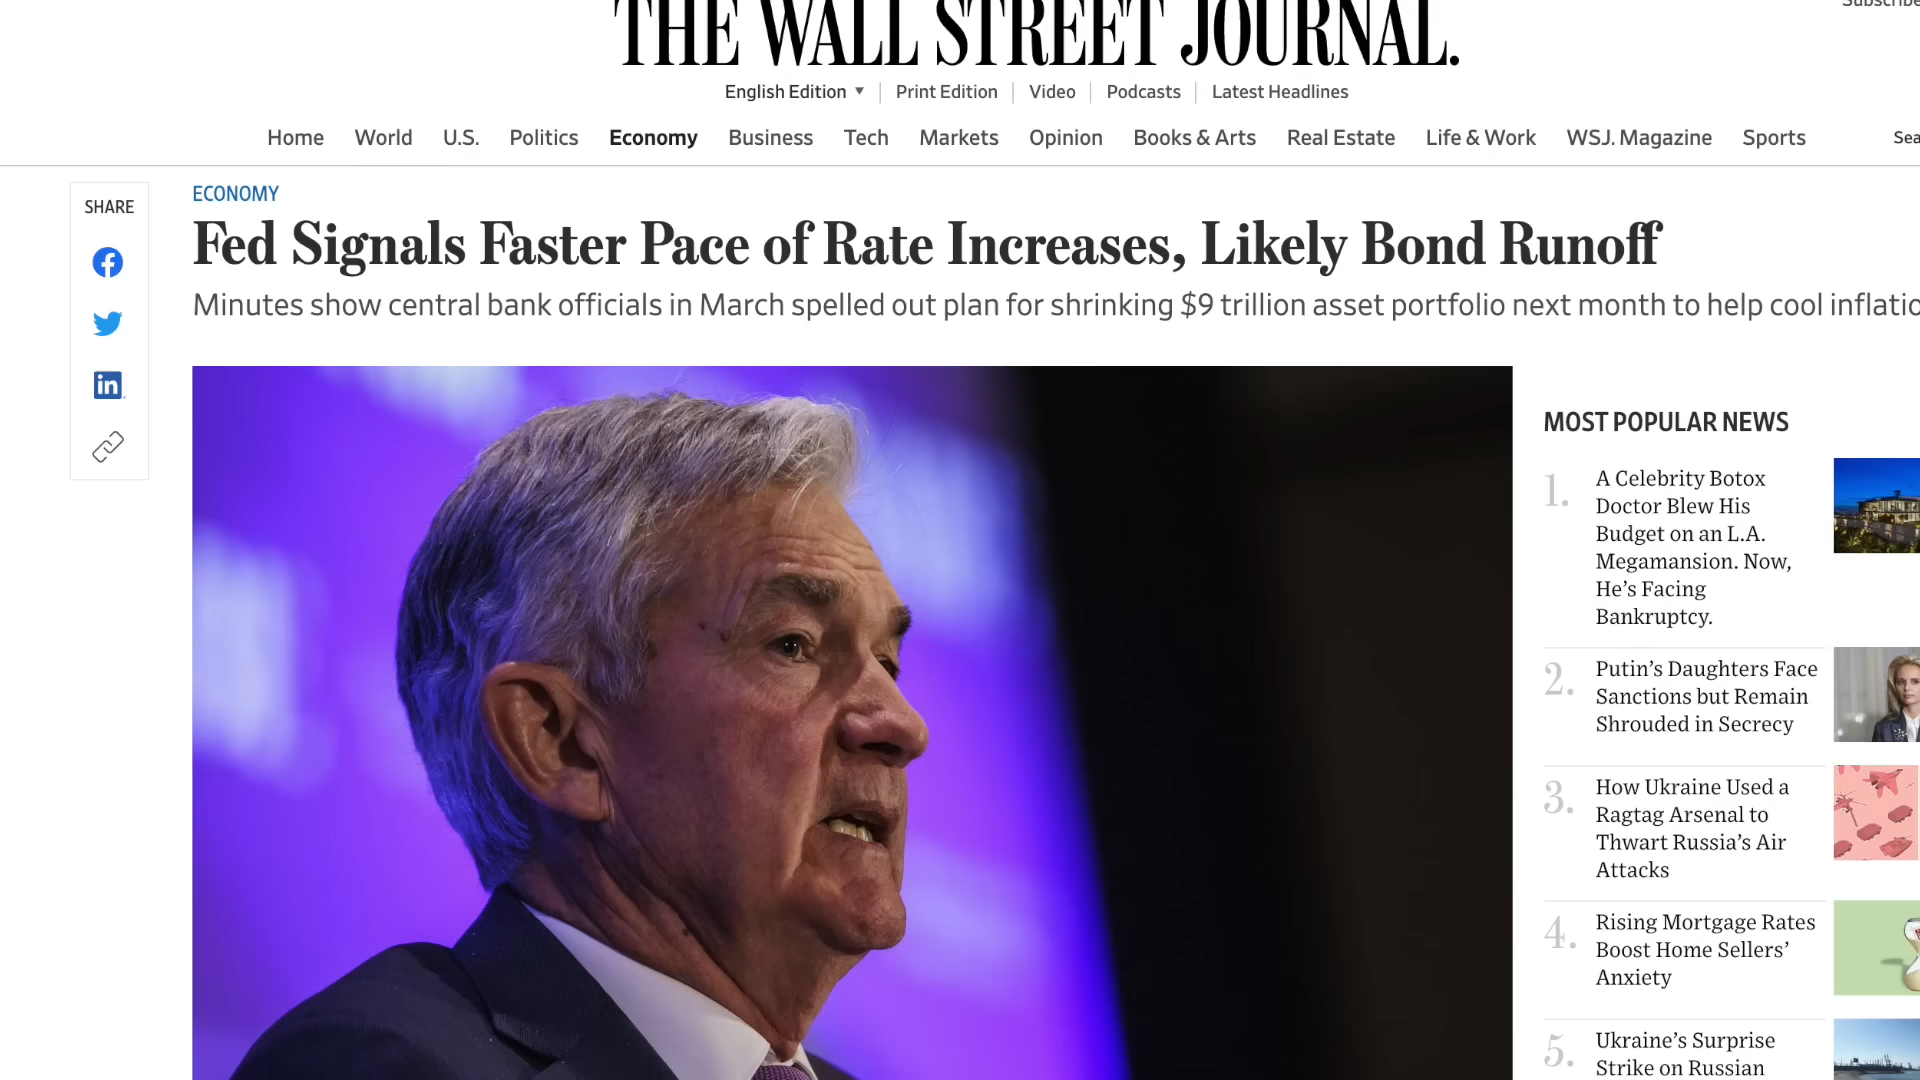 THE WALL STREET JOURNAL.
English Edition
Print Edition
Video
Podcasts
Latest Headlines
Home
World
U.S.
Politics
Economy
Business
Tech
Markets
Opinion
Books & Arts
Real Estate
Life & Work
WSJ. Magazine
Sports
SHARE
in
ECONOMY
Fed Signals Faster Pace of Rate Increases, Likely Bond Runoff
Minutes show central bank officials in March spelled out plan for shrinking $9 trillion asset portfolio next month to help cool inflatio
MOST POPULAR NEWS
1.
A Celebrity Botox
Doctor Blew His
Budget on an L.A.
Megamansion. Now,
He’s Facing
Bankruptcy.
2.
Putin’s Daughters Face
Sanctions but Remain
Shrouded in Secrecy
3.
How Ukraine Used a
Ragtag Arsenal to
Thwart Russia’s Air
Attacks
4.
Rising Mortgage Rates
Boost Home Sellers’
Anxiety
5.
Ukraine’s Surprise
Strike on Russian